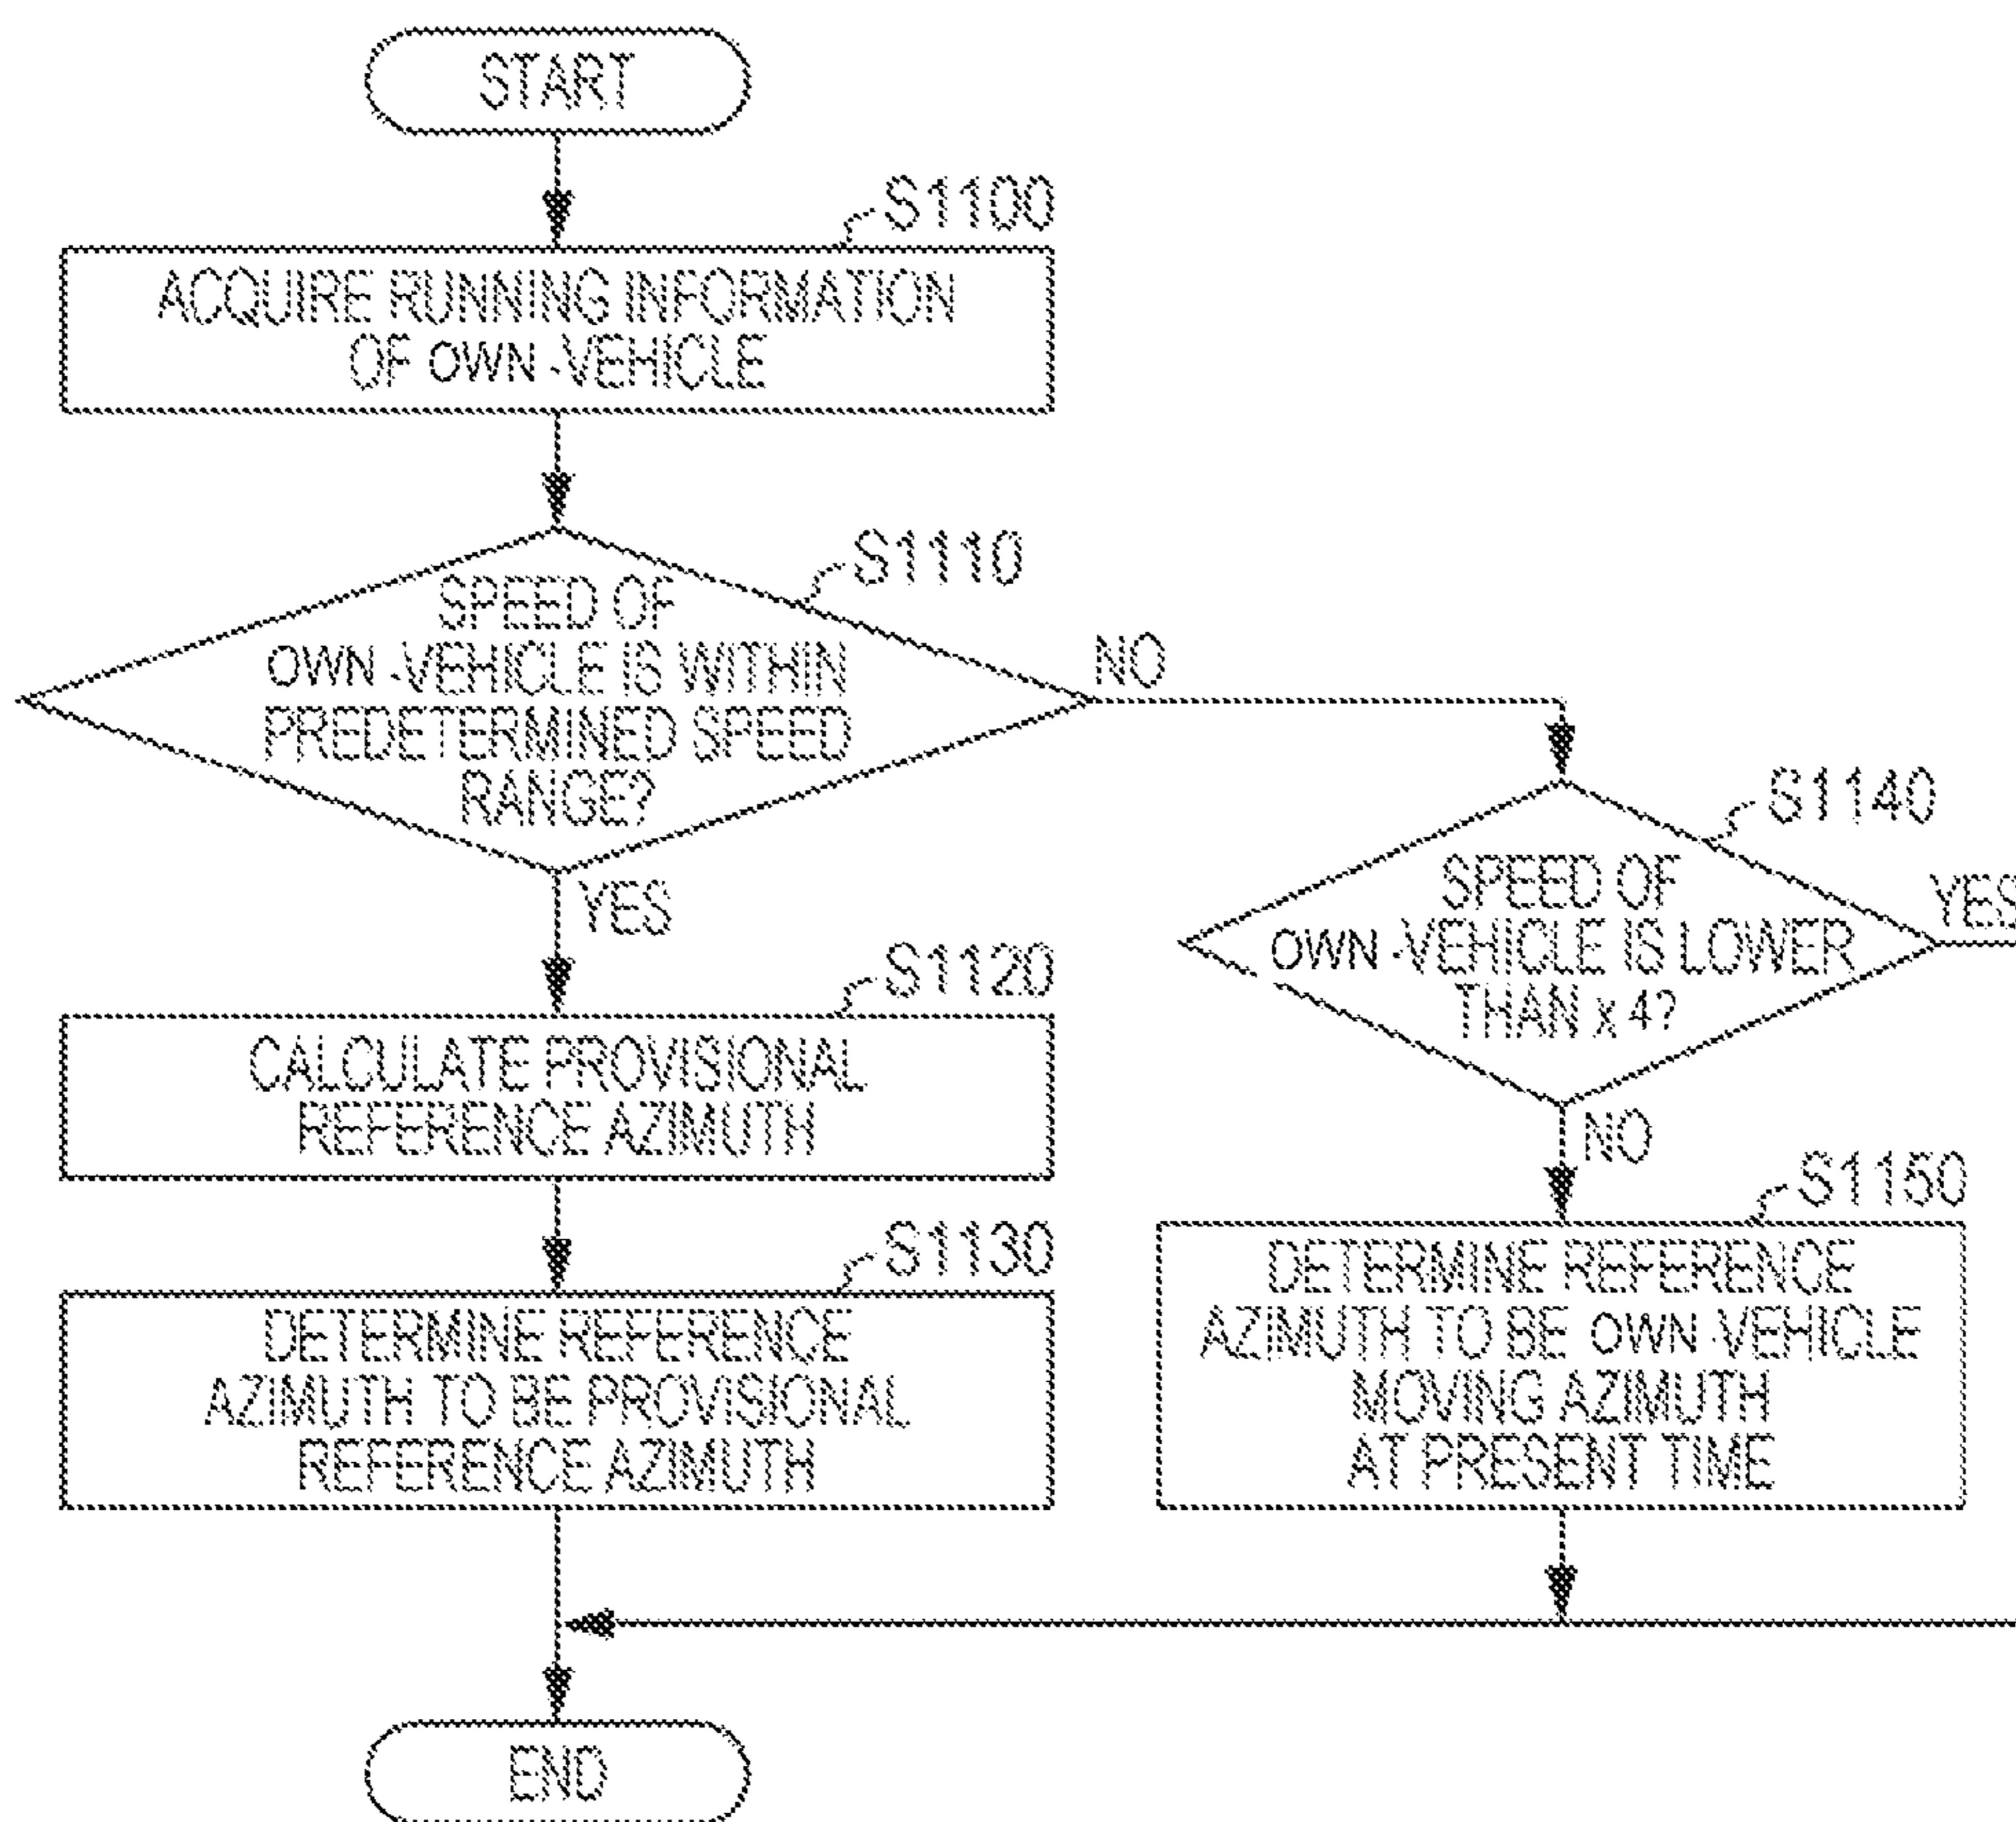 START
S1100
ACQUIRE RUNNING INFORMATION
OF OWN -VEHICLE
S1110
SPEED OF
OWN -VEHICLE IS WITHIN
PREDETERMINED SPEED
RANGE?
NO
YES
S1120
CALCULATE PROVISIONAL
REFERENCE AZIMUTH
S1130
DETERMINE REFERENCE
AZIMUTH TO BE PROVISIONAL
REFERENCE AZIMUTH
S1140
SPEED OF
OWN -VEHICLE IS LOWER
THAN x 4?
YES
NO
S1150
DETERMINE REFERENCE
AZIMUTH TO BE OWN -VEHICLE
MOVING AZIMUTH
AT PRESENT TIME
END